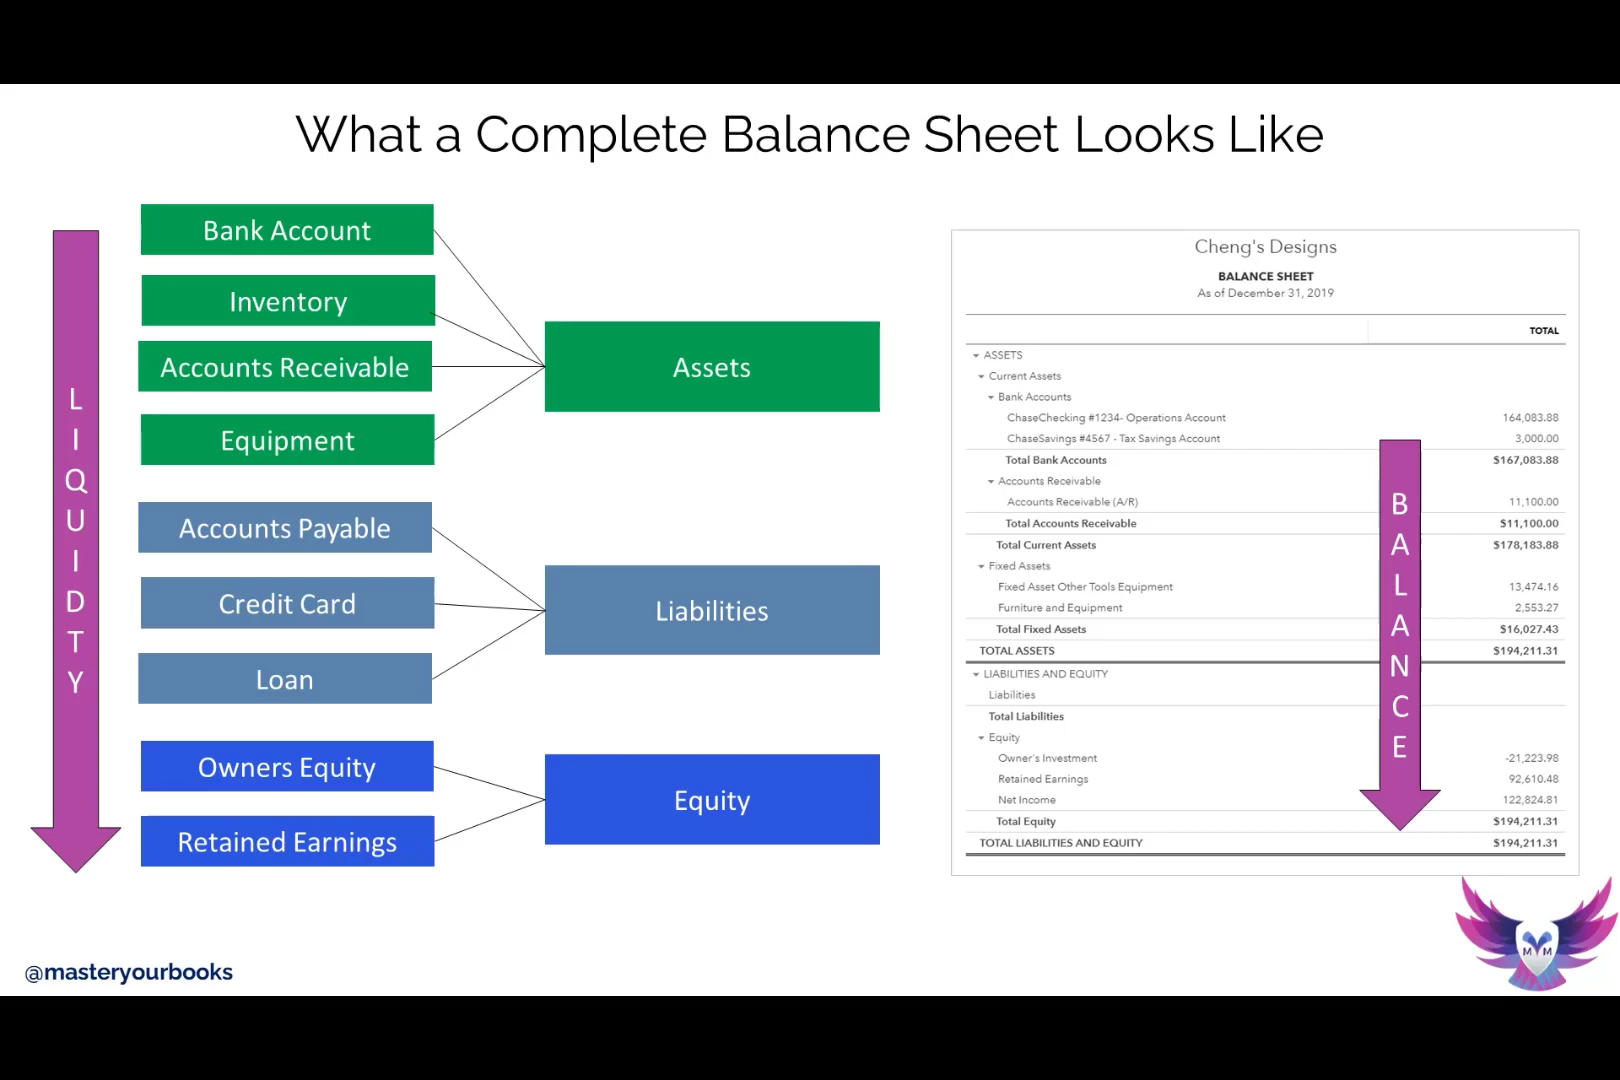 What a Complete Balance Sheet Looks Like
LIQUIDTY
Bank Account
Inventory
Accounts Receivable
Equipment
Assets
Accounts Payable
Credit Card
Loan
Liabilities
Owners Equity
Retained Earnings
Equity
Cheng's Designs
BALANCE SHEET
As of December 31, 2019
TOTAL
ASSETS
Current Assets
Bank Accounts
ChaseChecking #1234- Operations Account 164,083.88
ChaseSavings #4567 - Tax Savings Account 3,000.00
Total Bank Accounts $167,083.88
Accounts Receivable
Accounts Receivable (A/R) 11,100.00
Total Accounts Receivable $11,100.00
Total Current Assets $178,183.88
Fixed Assets
Fixed Asset Other Tools Equipment 13,474.16
Furniture and Equipment 2,553.27
Total Fixed Assets $16,027.43
TOTAL ASSETS $194,211.31
LIABILITIES AND EQUITY
Liabilities
Total Liabilities
Equity
Owner's Investment -21,223.98
Retained Earnings 92,610.48
Net Income 122,824.81
Total Equity $194,211.31
TOTAL LIABILITIES AND EQUITY $194,211.31
BALANCE
MYM
@masteryourbooks